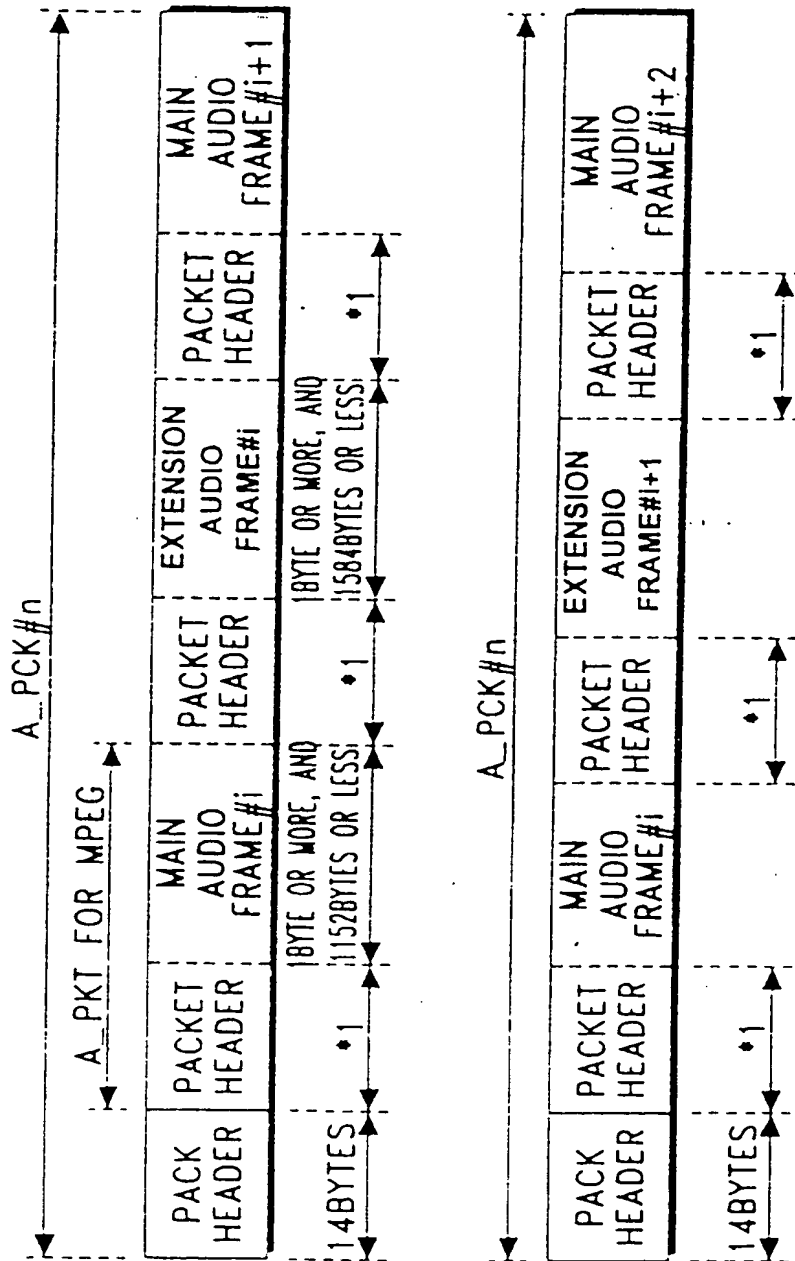 A_PCK#n
A_PKT FOR MPEG
PACK
HEADER
PACKET
HEADER
MAIN
AUDIO
FRAME#i
PACKET
HEADER
EXTENSION
AUDIO
FRAME#i
PACKET
HEADER
MAIN
AUDIO
FRAME#i+1
14BYTES
*1
1BYTE OR MORE, AND
1152BYTES OR LESS
*1
1BYTE OR MORE, AND
1584BYTES OR LESS
*1
A_PCK#n
PACK
HEADER
PACKET
HEADER
MAIN
AUDIO
FRAME#i
PACKET
HEADER
EXTENSION
AUDIO
FRAME#i+1
PACKET
HEADER
MAIN
AUDIO
FRAME#i+2
14BYTES
*1
*1
*1